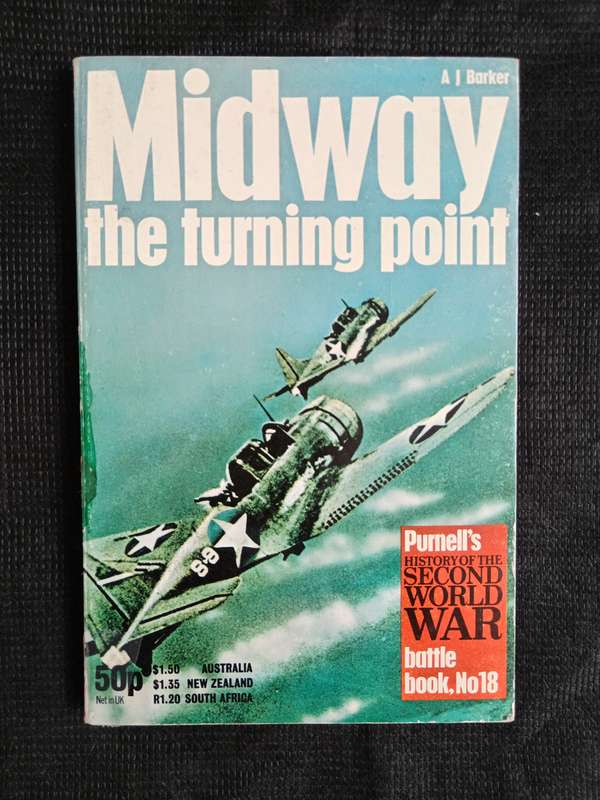 A J Barker
Midway
the turning point
S-9
Purnell's
HISTORY OF THE
SECOND
WORLD
WAR
battle
book, No18
50p
Net in UK
$1.50 AUSTRALIA
$1.35 NEW ZEALAND
R1.20 SOUTH AFRICA